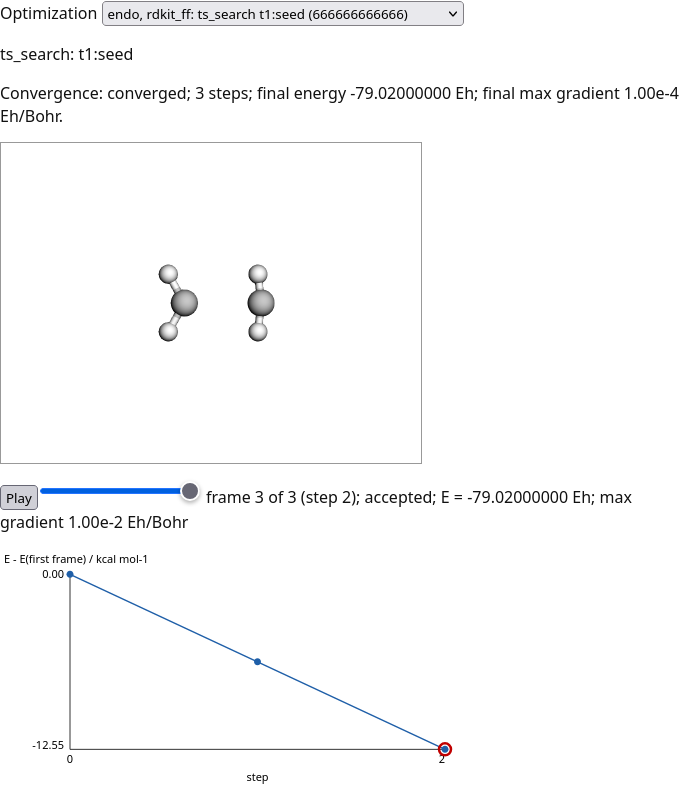 Optimization endo, rdkit_ff: ts_search t1:seed (666666666666)
ts_search: t1:seed
Convergence: converged; 3 steps; final energy -79.02000000 Eh; final max gradient 1.00e-4
Eh/Bohr.
Play frame 3 of 3 (step 2); accepted; E = -79.02000000 Eh; max
gradient 1.00e-2 Eh/Bohr
E - E(first frame) / kcal mol-1
0.00
-12.55
0 2
step